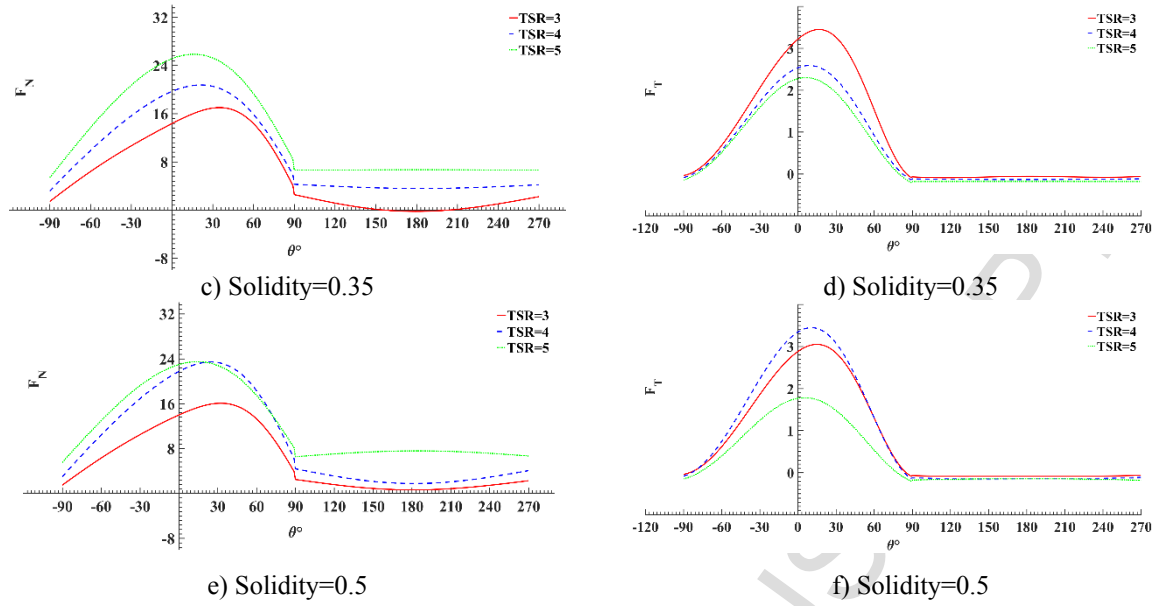 32
24
16
8
-8
F_N
-90 -60 -30 0 30 60 90 120 150 180 210 240 270
θ°
TSR=3
TSR=4
TSR=5
c) Solidity=0.35
3
2
1
0
F_T
-120 -90 -60 -30 0 30 60 90 120 150 180 210 240 270
θ°
TSR=3
TSR=4
TSR=5
d) Solidity=0.35
32
24
16
8
-8
F_N
-90 -60 -30 0 30 60 90 120 150 180 210 240 270
θ°
TSR=3
TSR=4
TSR=5
e) Solidity=0.5
3
2
1
0
F_T
-120 -90 -60 -30 0 30 60 90 120 150 180 210 240 270
θ°
TSR=3
TSR=4
TSR=5
f) Solidity=0.5